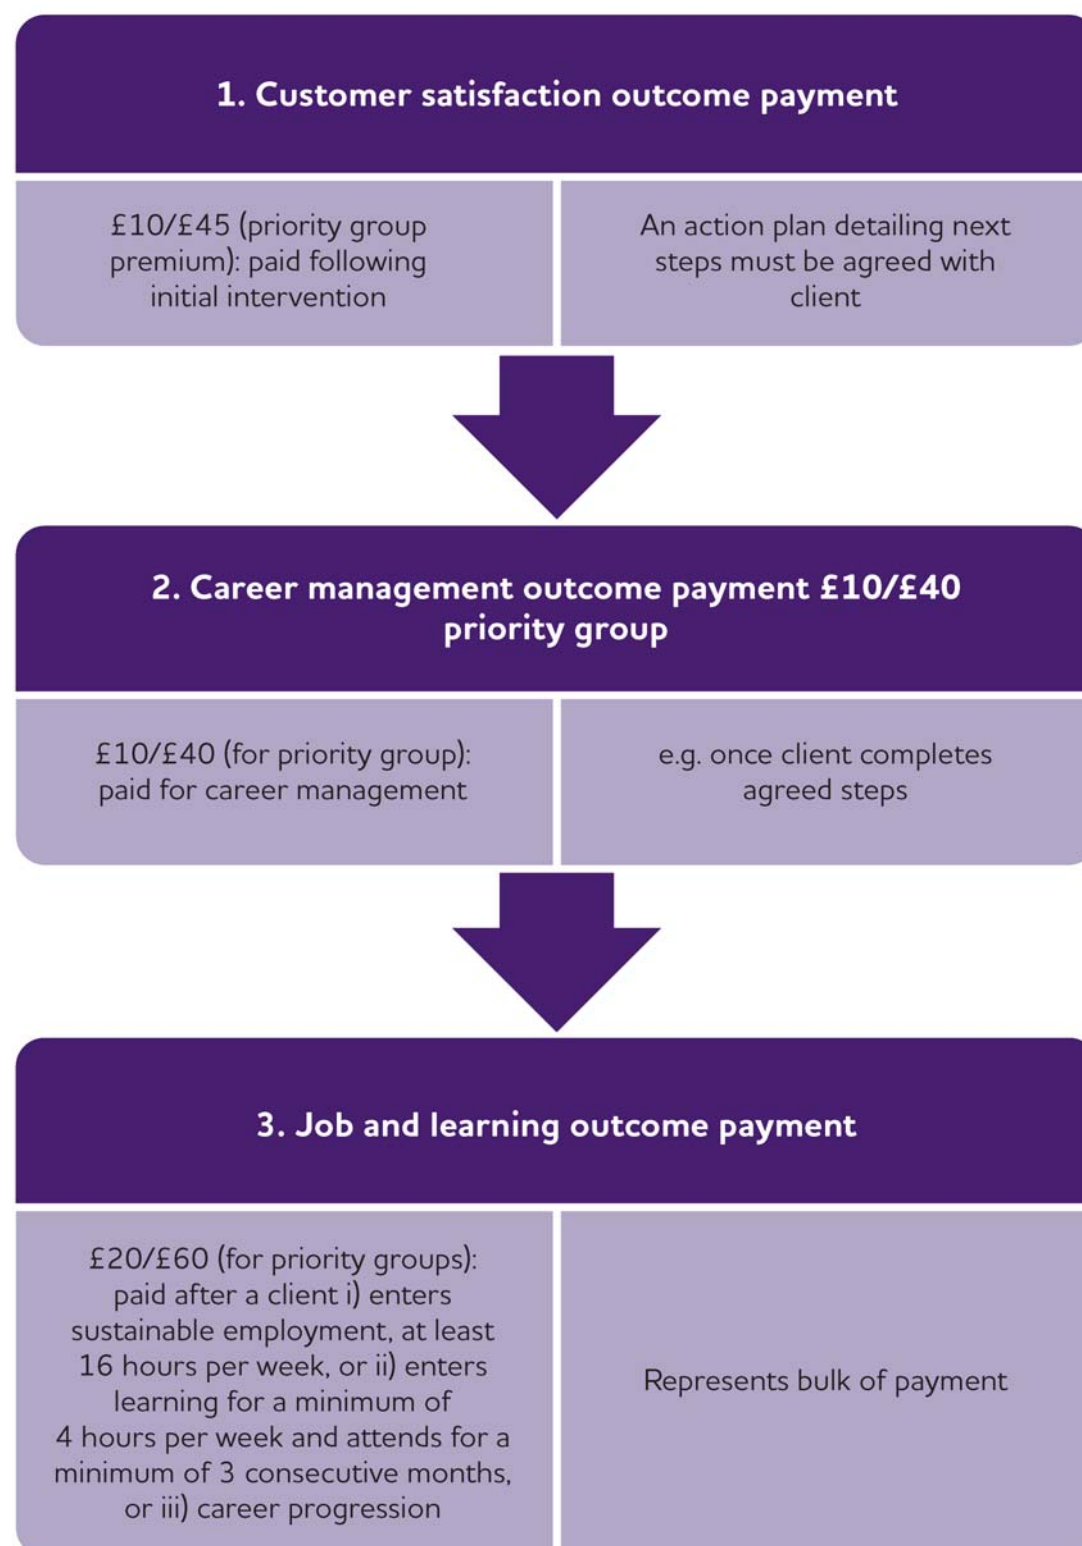 1. Customer satisfaction outcome payment
£10/£45 (priority group
premium): paid following
initial intervention
An action plan detailing next
steps must be agreed with
client
2. Career management outcome payment £10/£40
priority group
£10/£40 (for priority group):
paid for career management
e.g. once client completes
agreed steps
3. Job and learning outcome payment
£20/£60 (for priority groups):
paid after a client i) enters
sustainable employment, at least
16 hours per week, or ii) enters
learning for a minimum of
4 hours per week and attends for a
minimum of 3 consecutive months,
or iii) career progression
Represents bulk of payment